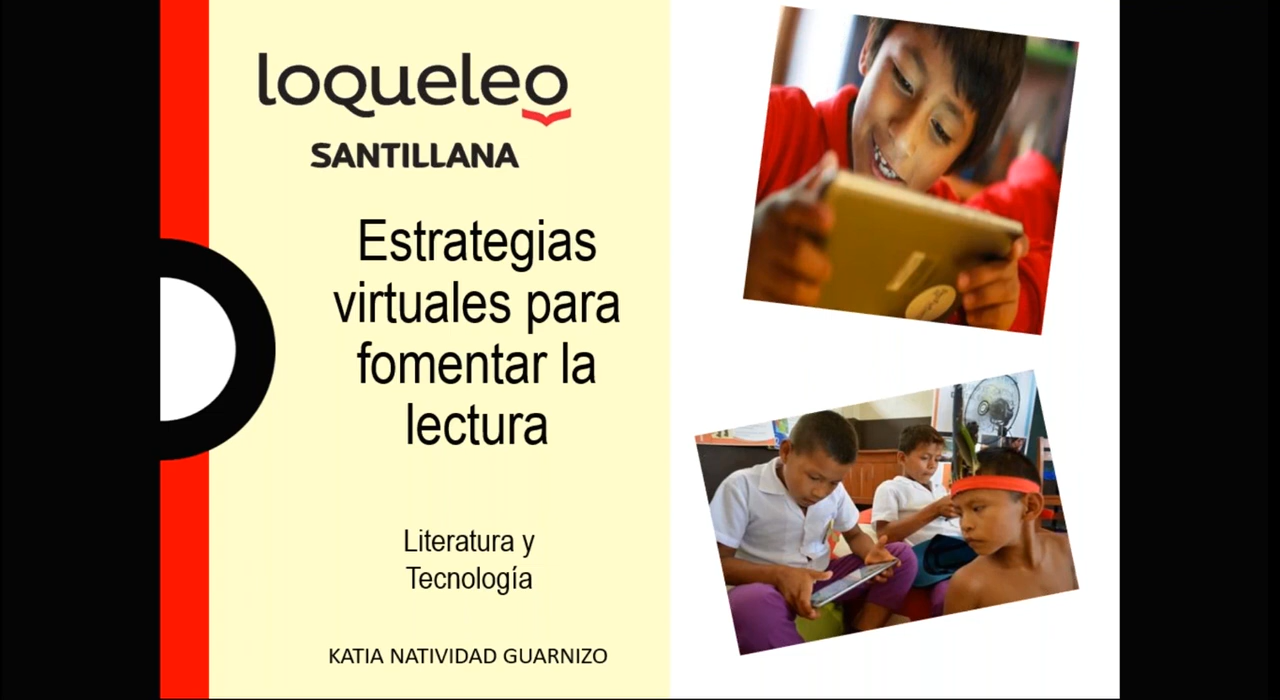 loqueleo
SANTILLANA
Estrategias
virtuales para
fomentar la
lectura
Literatura y
Tecnología
KATIA NATIVIDAD GUARNIZO